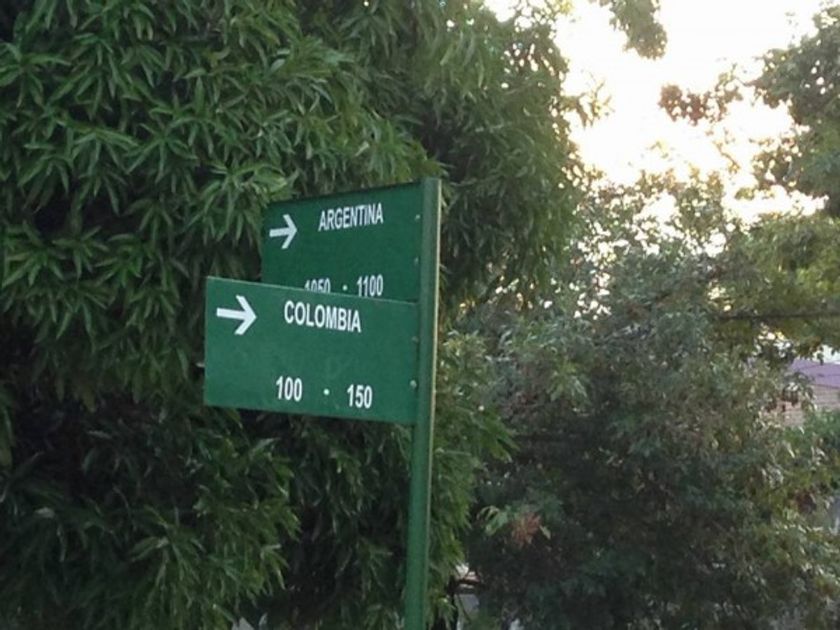 ARGENTINA
1050 · 1100
COLOMBIA
100 · 150